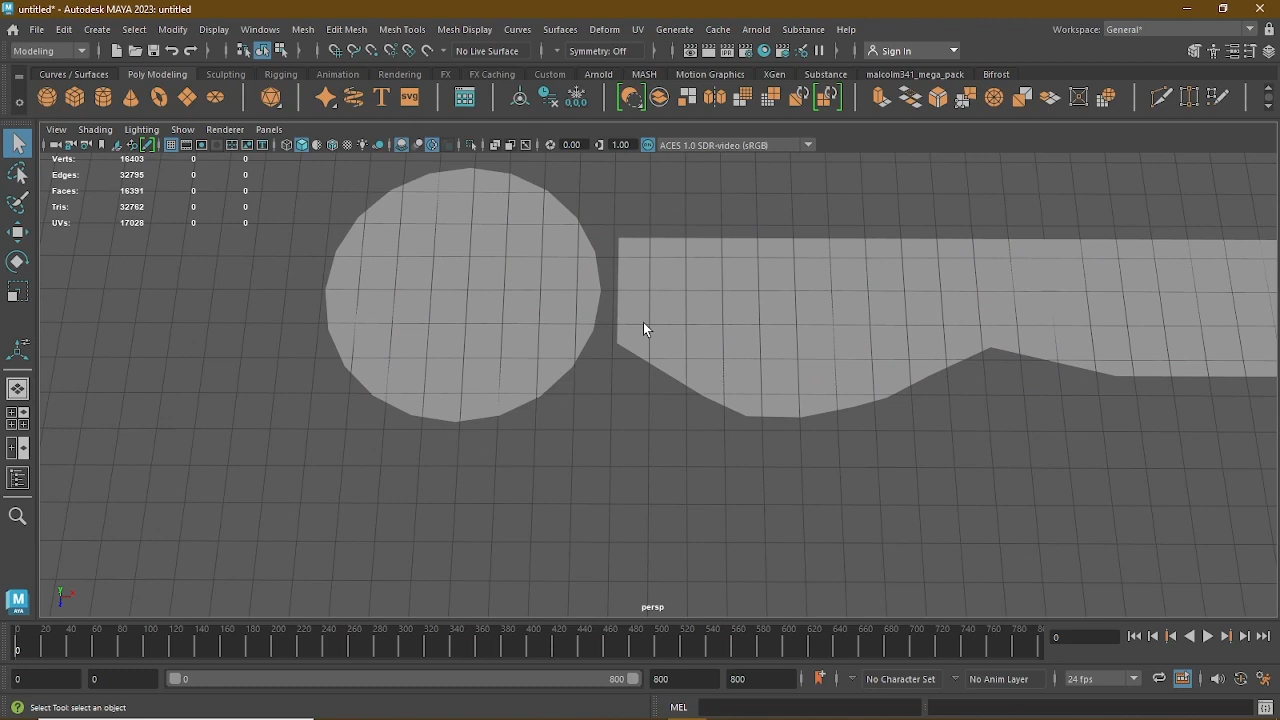 untitled* - Autodesk MAYA 2023: untitled
File Edit Create Select Modify Display Windows Mesh Edit Mesh Mesh Tools Mesh Display Curves Surfaces Deform UV Generate Cache Arnold Substance Help Workspace: General*
Modeling No Live Surface Symmetry: Off Sign In
Curves / Surfaces Poly Modeling Sculpting Rigging Animation Rendering FX FX Caching Custom Arnold MASH Motion Graphics XGen Substance malcolm341_mega_pack Bifrost
T svg
View Shading Lighting Show Renderer Panels
0.00 1.00 ACES 1.0 SDR-video (sRGB)
Verts: 16403 0 0
Edges: 32795 0 0
Faces: 16391 0 0
Tris: 32762 0 0
UVs: 17028 0 0
persp
M
AYA
0 20 40 60 80 100 120 140 160 180 200 220 240 260 280 300 320 340 360 380 400 420 440 460 480 500 520 540 560 580 600 620 640 660 680 700 720 740 760 780 8
0 0
0 0 0 800 800 800 No Character Set No Anim Layer 24 fps
Select Tool: select an object MEL